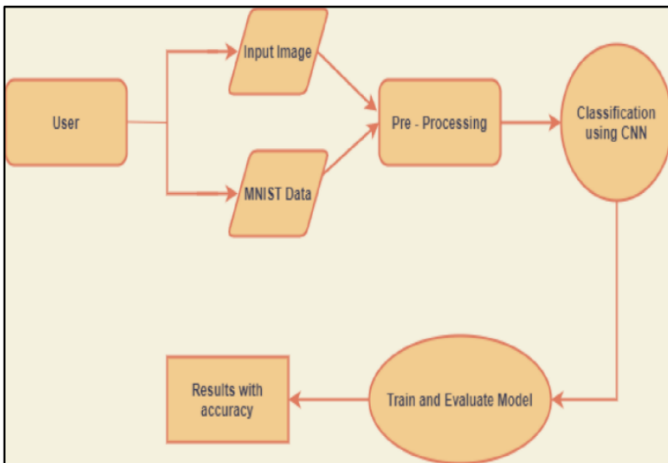 Input Image
User
Pre - Processing
Classification
using CNN
MNIST Data
Results with
accuracy
Train and Evaluate Model